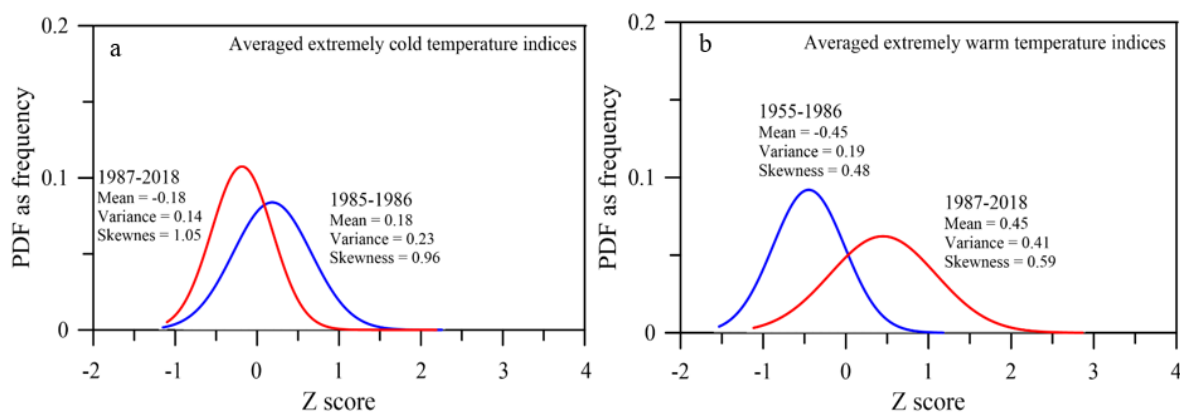 a
Averaged extremely cold temperature indices
PDF as frequency
0.2
0.1
0
1987-2018
Mean = -0.18
Variance = 0.14
Skewnes = 1.05
1985-1986
Mean = 0.18
Variance = 0.23
Skewness = 0.96
-2 -1 0 1 2 3 4
Z score
b
Averaged extremely warm temperature indices
PDF as frequency
0.2
0.1
0
1955-1986
Mean = -0.45
Variance = 0.19
Skewness = 0.48
1987-2018
Mean = 0.45
Variance = 0.41
Skewness = 0.59
-2 -1 0 1 2 3 4
Z score